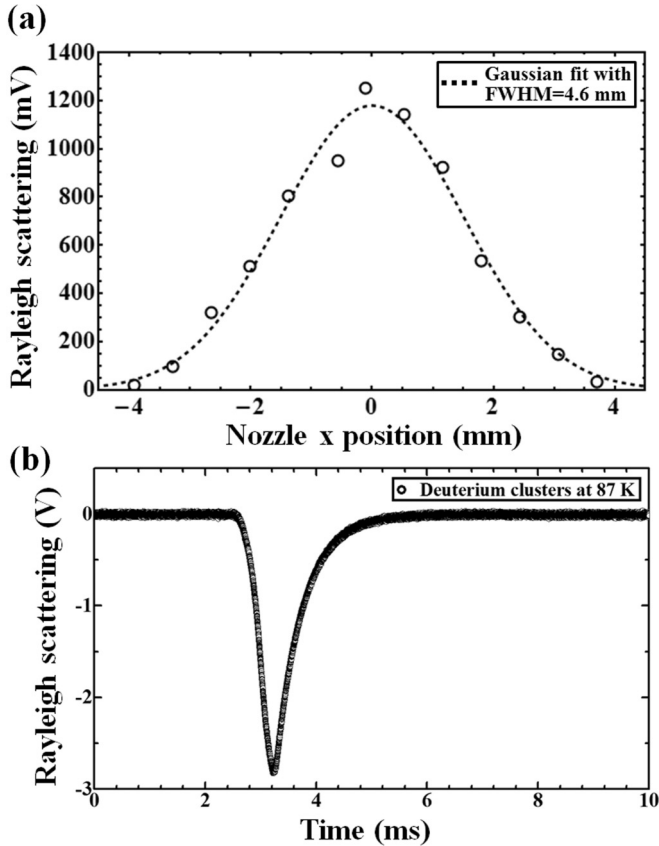 (a)
1400
1200
1000
800
600
400
200
0
Rayleigh scattering (mV)
Gaussian fit with
FWHM=4.6 mm
−4 −2 0 2 4
Nozzle x position (mm)
(b)
0
-1
-2
-3
Rayleigh scattering (V)
Deuterium clusters at 87 K
0 2 4 6 8 10
Time (ms)